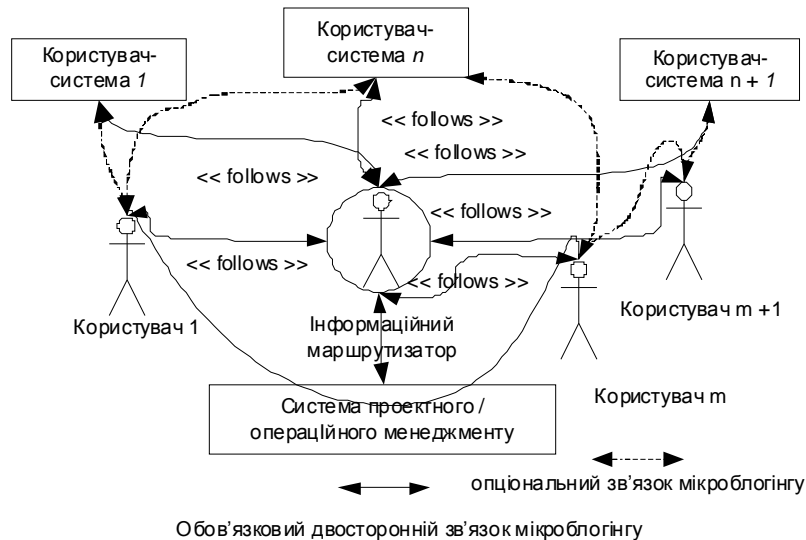 Користувач-
система 1
Користувач-
система n
Користувач-
система n + 1
<< follows >>
<< follows >>
<< follows >>
<< follows >>
<< follows >>
<< follows >>
Користувач 1
Інформаційний
маршрутизатор
Користувач m +1
Користувач m
Система проектного /
операційного менеджменту
опціональний зв’язок мікроблогінгу
Обов’язковий двосторонній зв’язок мікроблогінгу